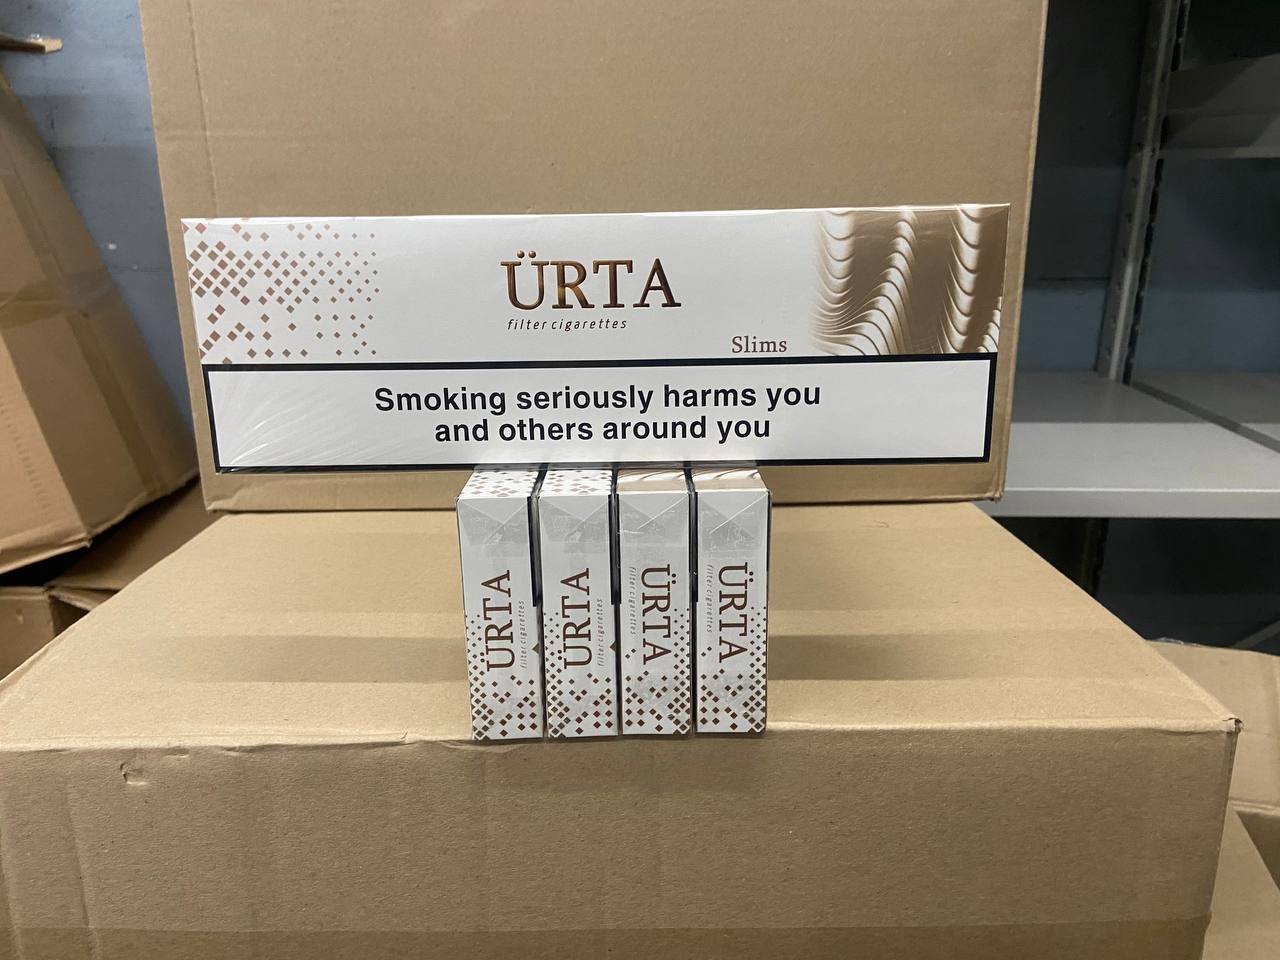 ÜRTA
filter cigarettes
Slims
Smoking seriously harms you
and others around you
ÜRTA
filter cigarettes
ÜRTA
filter cigarettes
ÜRTA
filter cigarettes
ÜRTA
filter cigarettes